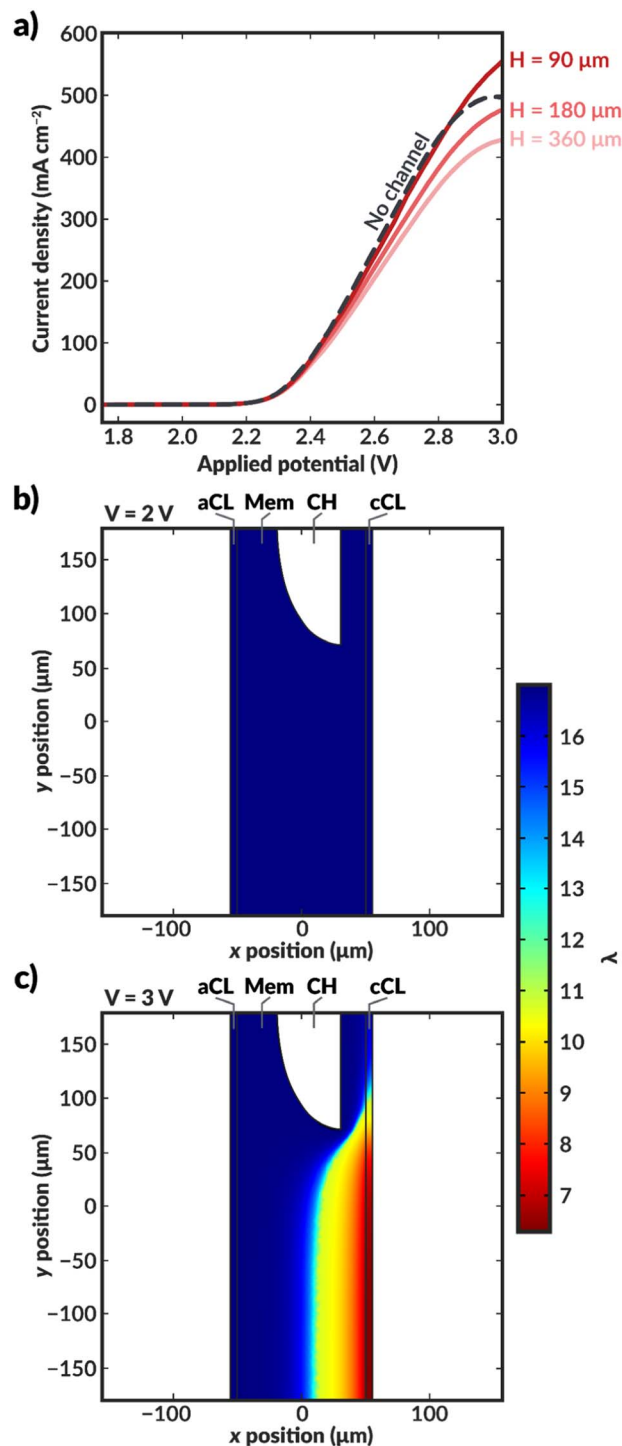 a)
600
500
400
300
200
100
0
Current density (mA cm⁻²)
No channel
H = 90 µm
H = 180 µm
H = 360 µm
1.8 2.0 2.2 2.4 2.6 2.8 3.0
Applied potential (V)
b)
V = 2 V
aCL Mem CH cCL
150
100
50
0
−50
−100
−150
y position (µm)
−100 0 100
x position (µm)
16
15
14
13
12
11
10
9
8
7
λ
c)
V = 3 V
aCL Mem CH cCL
150
100
50
0
−50
−100
−150
y position (µm)
−100 0 100
x position (µm)